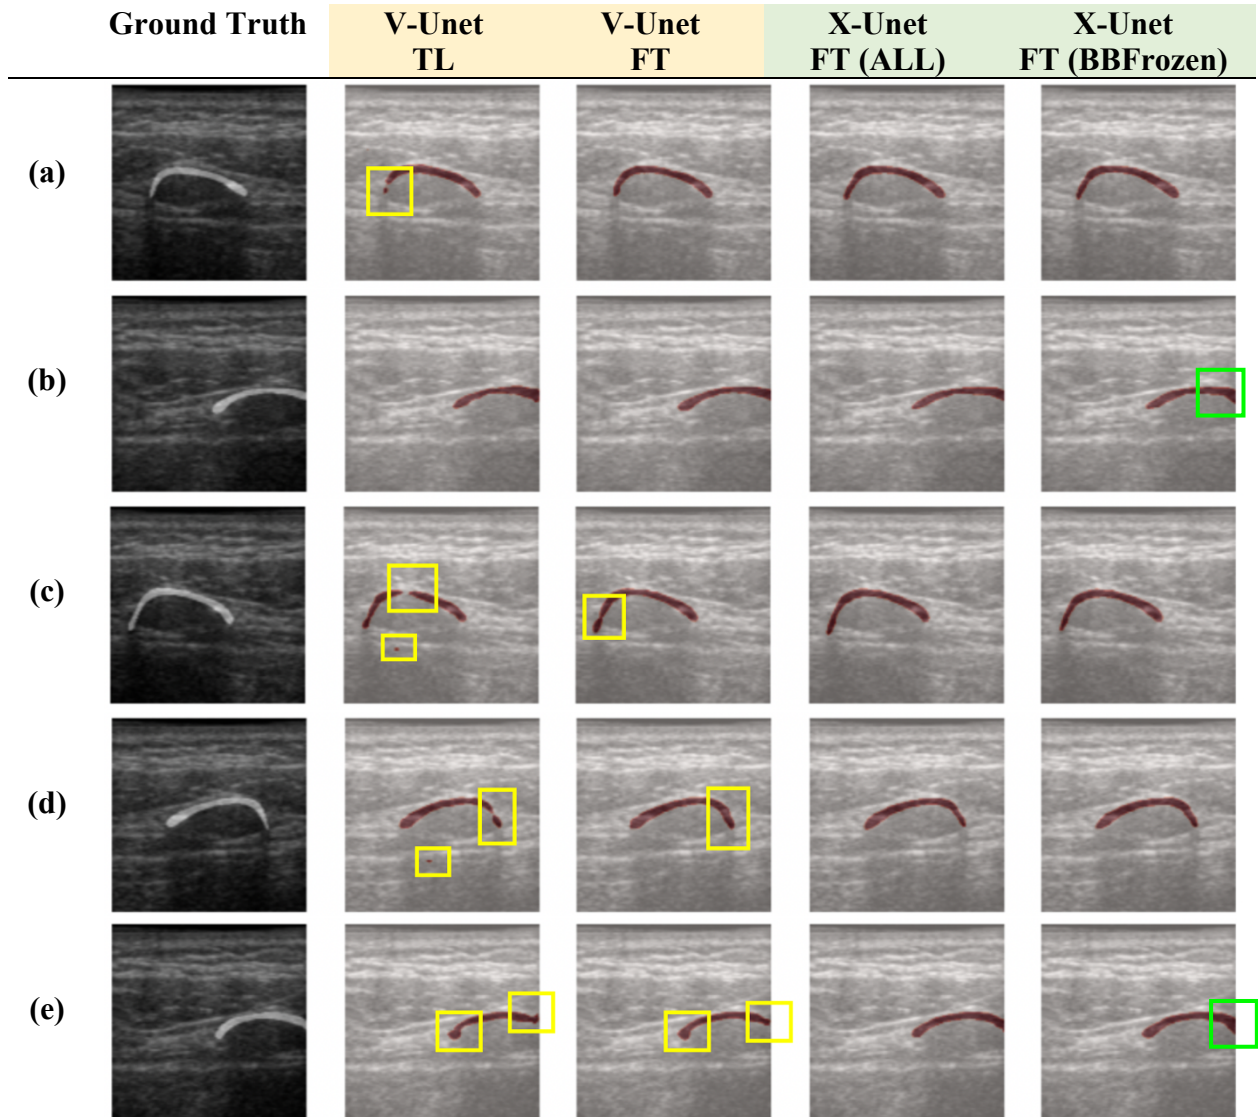 Ground Truth
V-Unet
TL
V-Unet
FT
X-Unet
FT (ALL)
X-Unet
FT (BBFrozen)
(a)
(b)
(c)
(d)
(e)